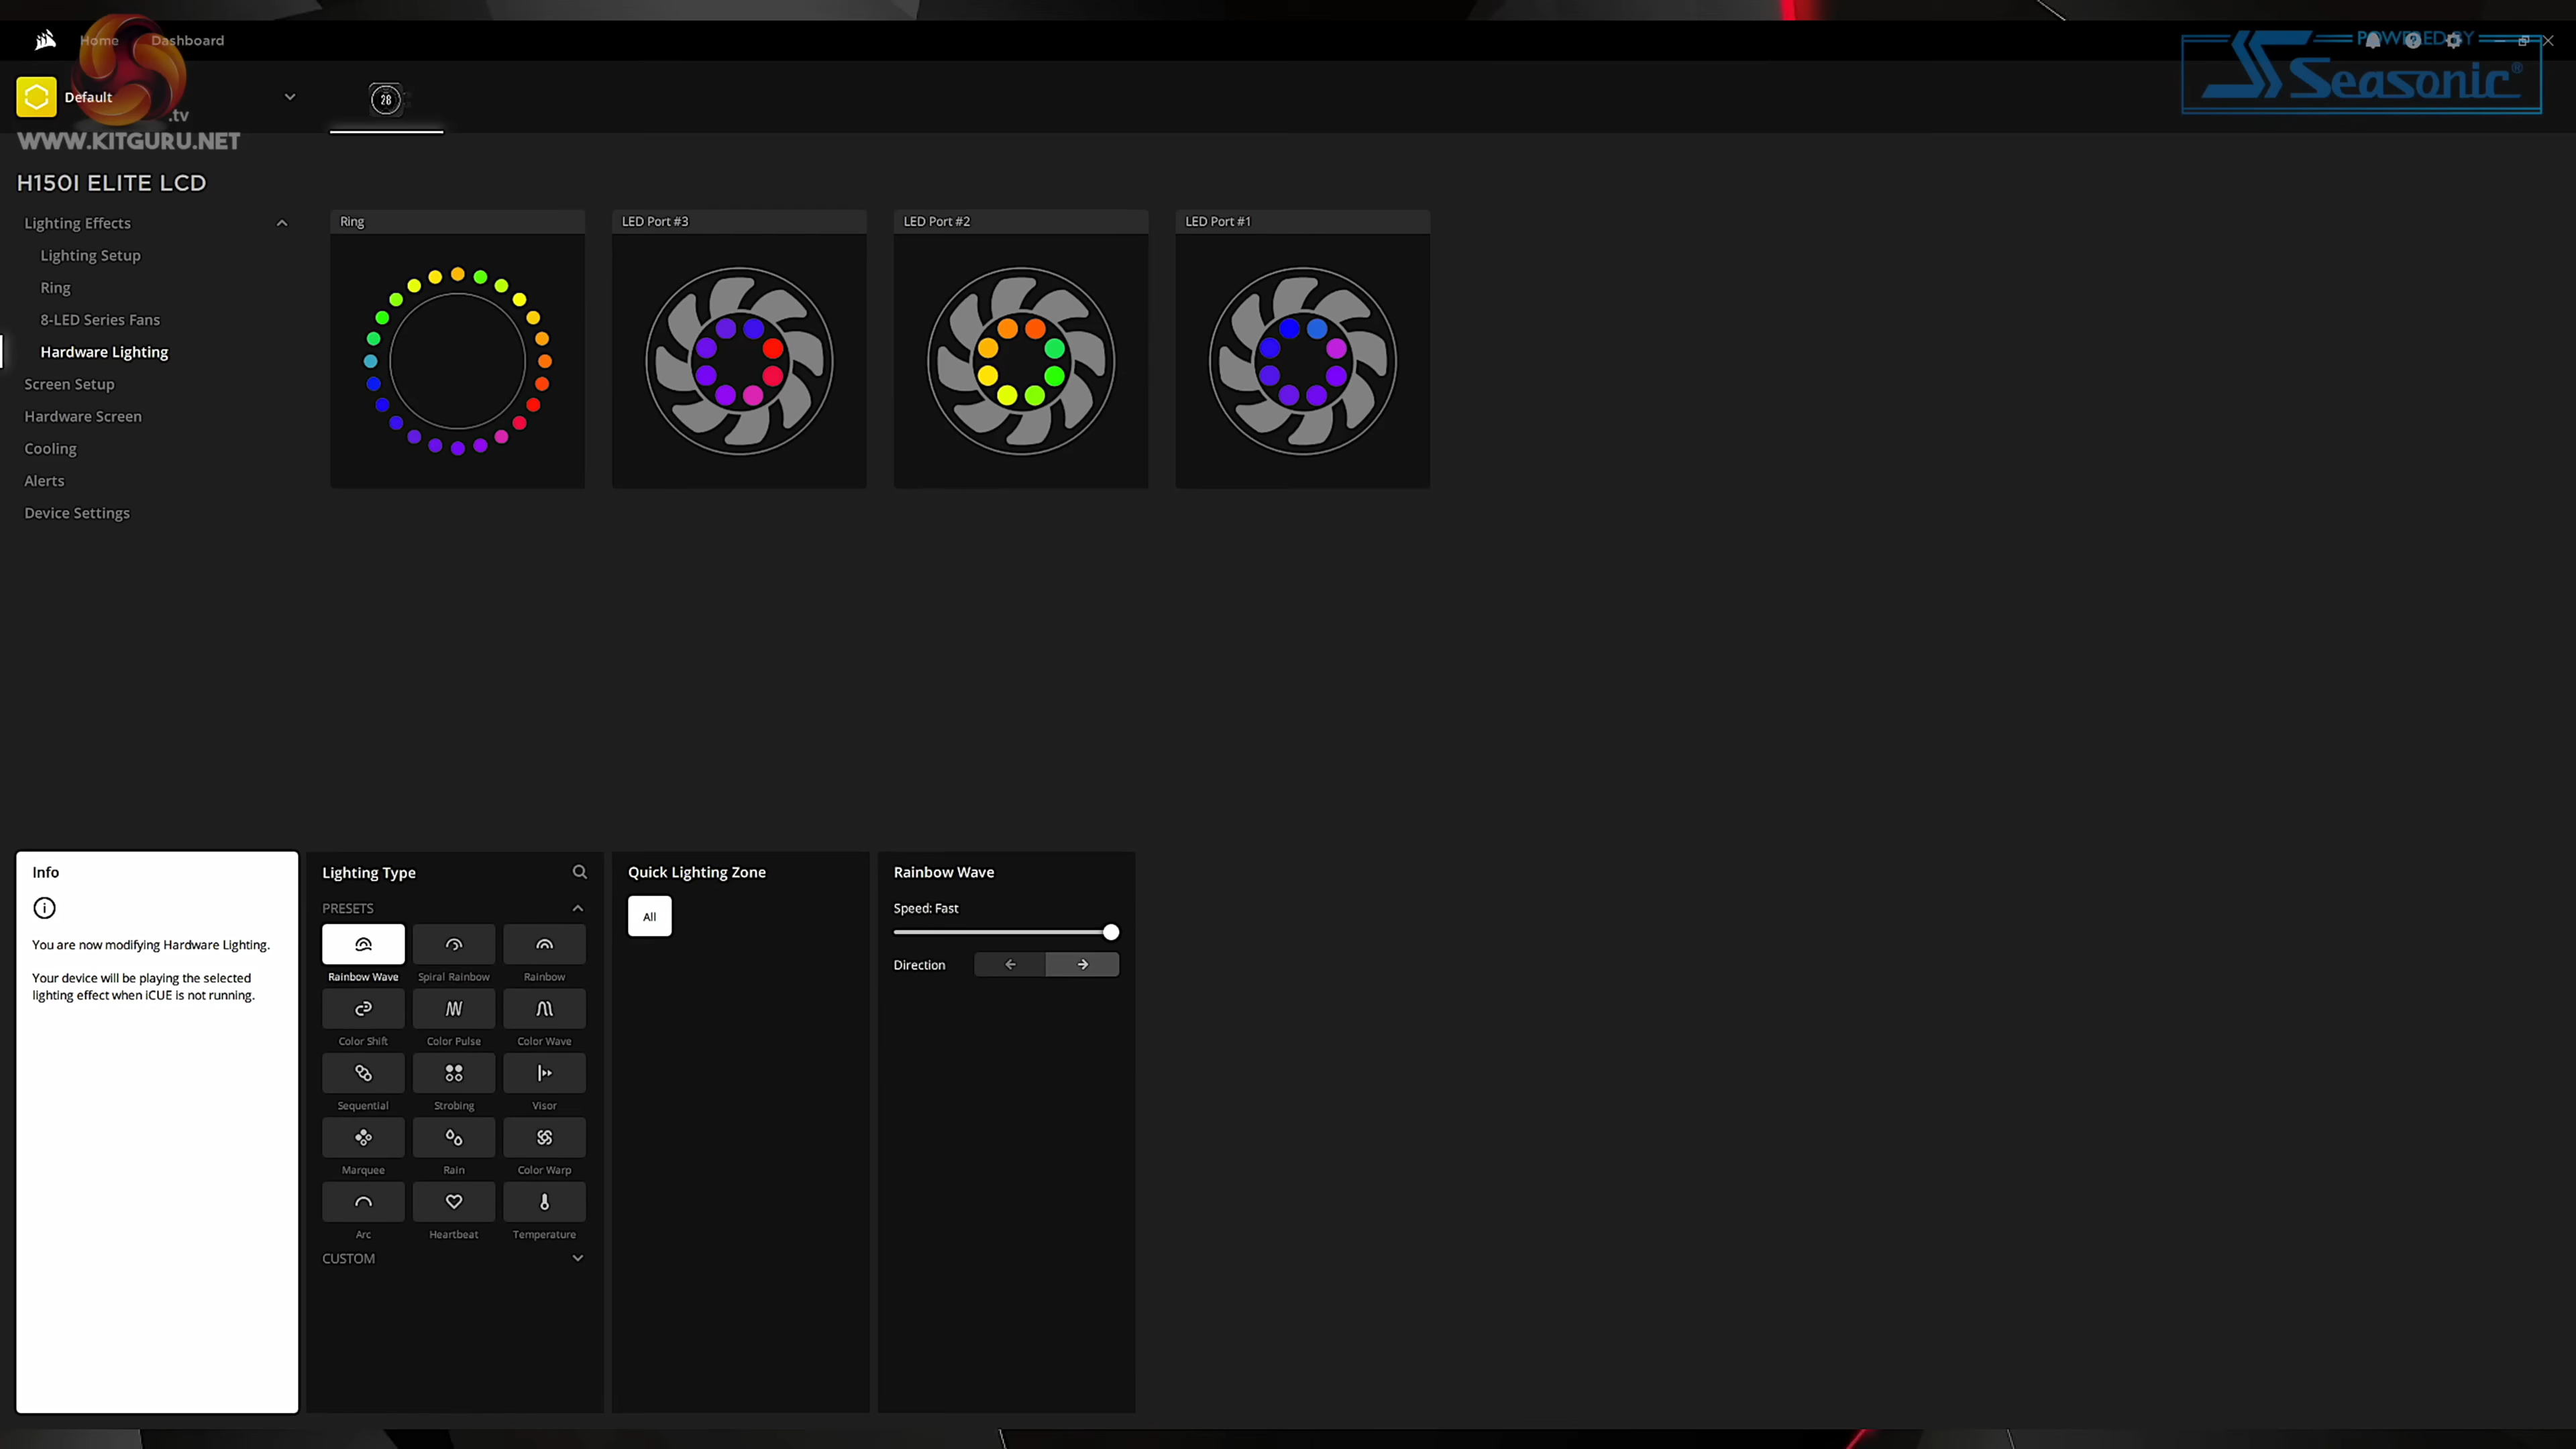 Home Dashboard
POWERED BY
Seasonic®
Default
28
.tv
WWW.KITGURU.NET
H150I ELITE LCD
Lighting Effects
Lighting Setup
Ring
8-LED Series Fans
Hardware Lighting
Screen Setup
Hardware Screen
Cooling
Alerts
Device Settings
Ring
LED Port #3
LED Port #2
LED Port #1
Info
You are now modifying Hardware Lighting.
Your device will be playing the selected
lighting effect when iCUE is not running.
Lighting Type
PRESETS
Rainbow Wave
Spiral Rainbow
Rainbow
Color Shift
Color Pulse
Color Wave
Sequential
Strobing
Visor
Marquee
Rain
Color Warp
Arc
Heartbeat
Temperature
CUSTOM
Quick Lighting Zone
All
Rainbow Wave
Speed: Fast
Direction